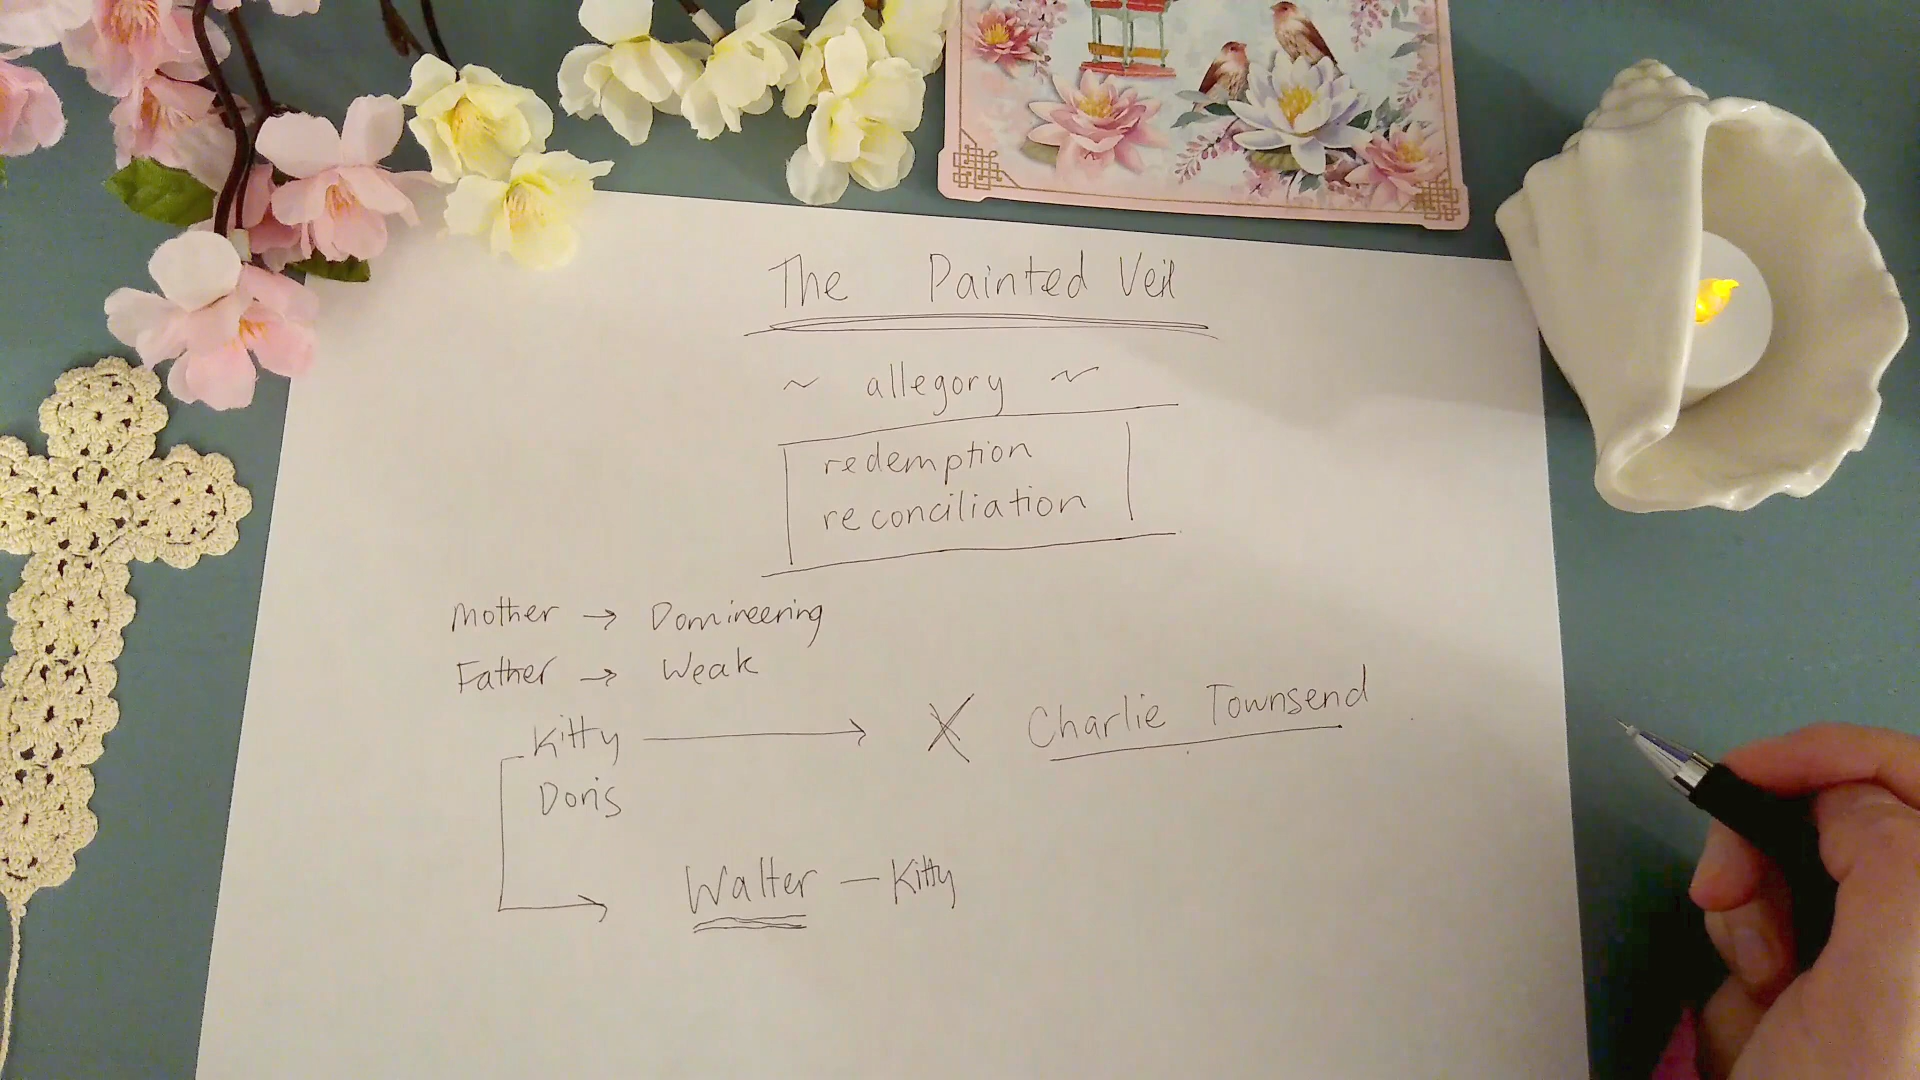 The Painted Veil
~ allegory ~
redemption
reconciliation
Mother → Domineering
Father → Weak
Kitty → X Charlie Townsend
Doris
→ Walter — Kitty